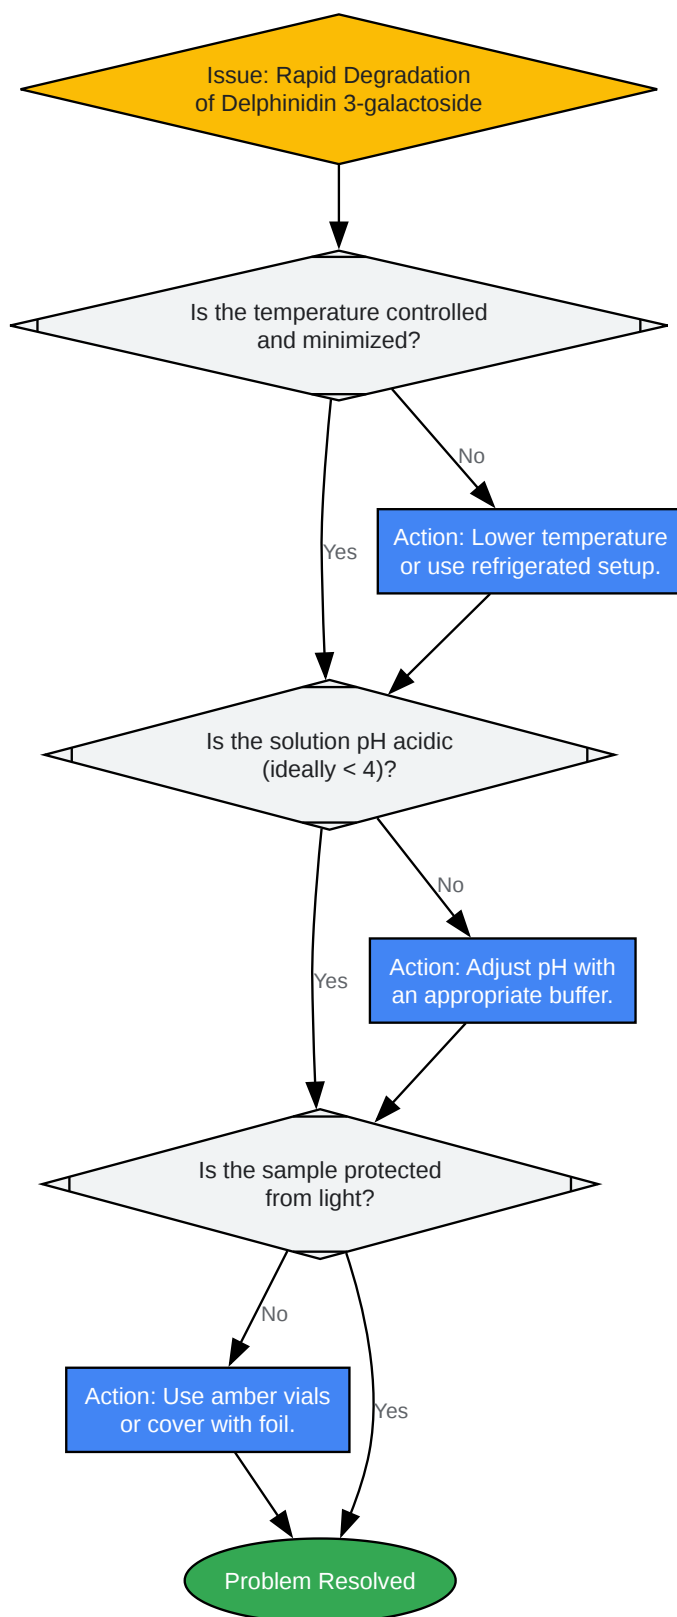 Issue: Rapid Degradation
of Delphinidin 3-galactoside
Is the temperature controlled
and minimized?
No
Action: Lower temperature
or use refrigerated setup.
Yes
Is the solution pH acidic
(ideally < 4)?
No
Action: Adjust pH with
an appropriate buffer.
Yes
Is the sample protected
from light?
No
Action: Use amber vials
or cover with foil.
Yes
Problem Resolved